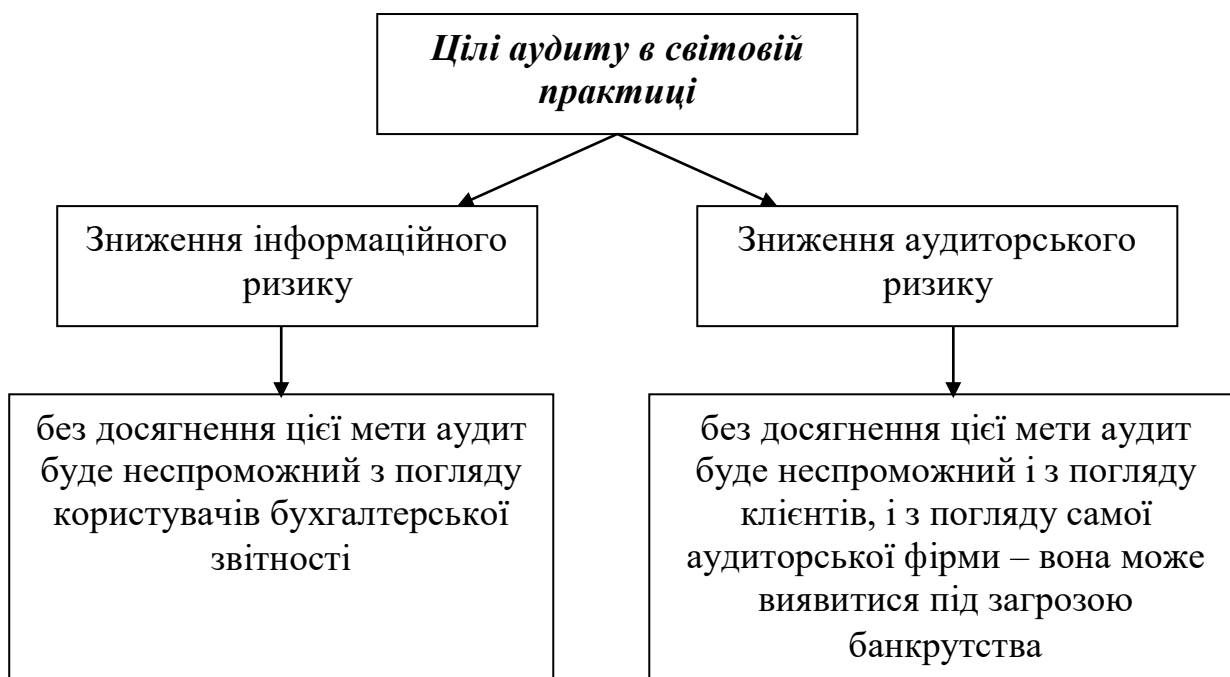 Цілі аудиту в світовій
практиці
Зниження інформаційного
ризику
Зниження аудиторського
ризику
без досягнення цієї мети аудит
буде неспроможний з погляду
користувачів бухгалтерської
звітності
без досягнення цієї мети аудит
буде неспроможний і з погляду
клієнтів, і з погляду самої
аудиторської фірми – вона може
виявитися під загрозою
банкрутства